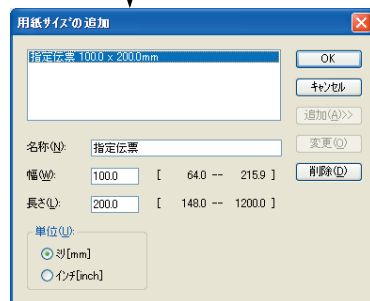 用紙サイズの追加
指定伝票 100.0 x 200.0mm
OK
キャンセル
追加(A)>>
変更(O)
削除(D)
名称(N): 指定伝票
幅(W): 100.0 [ 64.0 -- 215.9 ]
長さ(L): 200.0 [ 148.0 -- 1200.0 ]
単位(U):
ミリ[mm]
インチ[inch]